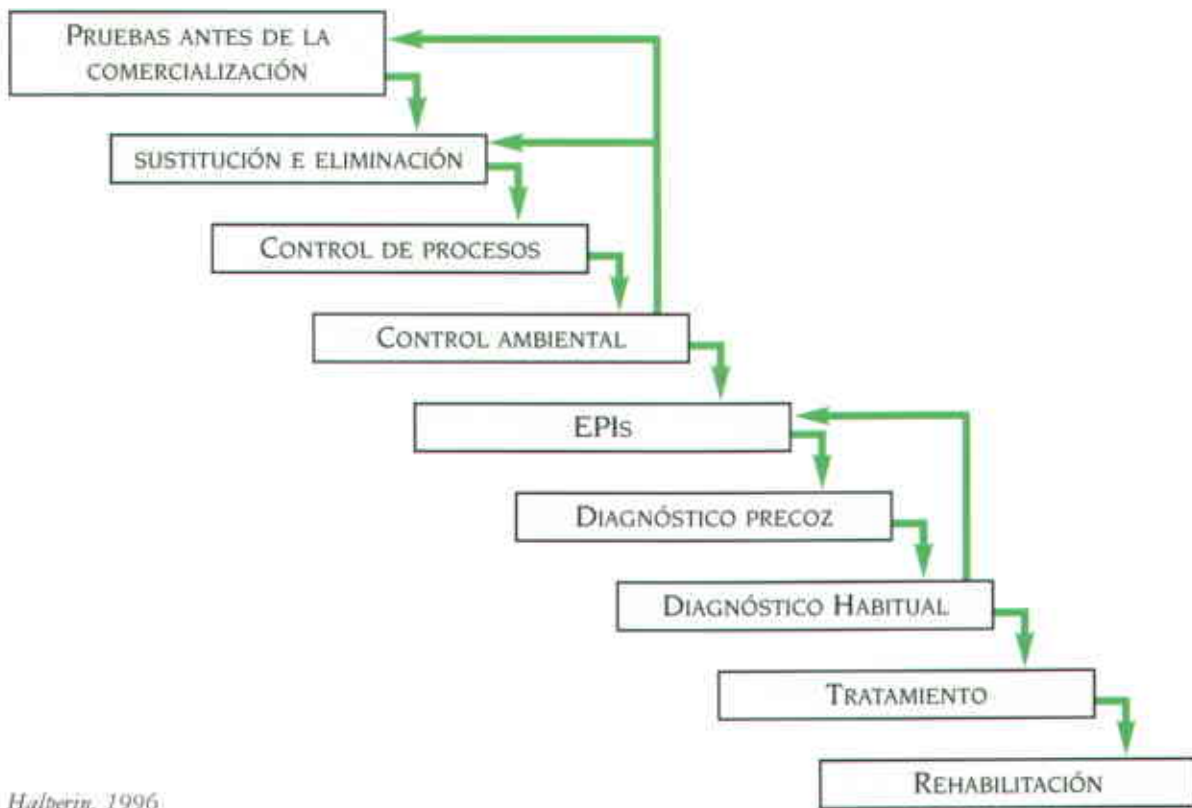 PRUEBAS ANTES DE LA
COMERCIALIZACIÓN
SUSTITUCIÓN E ELIMINACIÓN
CONTROL DE PROCESOS
CONTROL AMBIENTAL
EPIS
DIAGNÓSTICO PRECOZ
DIAGNÓSTICO HABITUAL
TRATAMIENTO
REHABILITACIÓN
Halperin, 1996